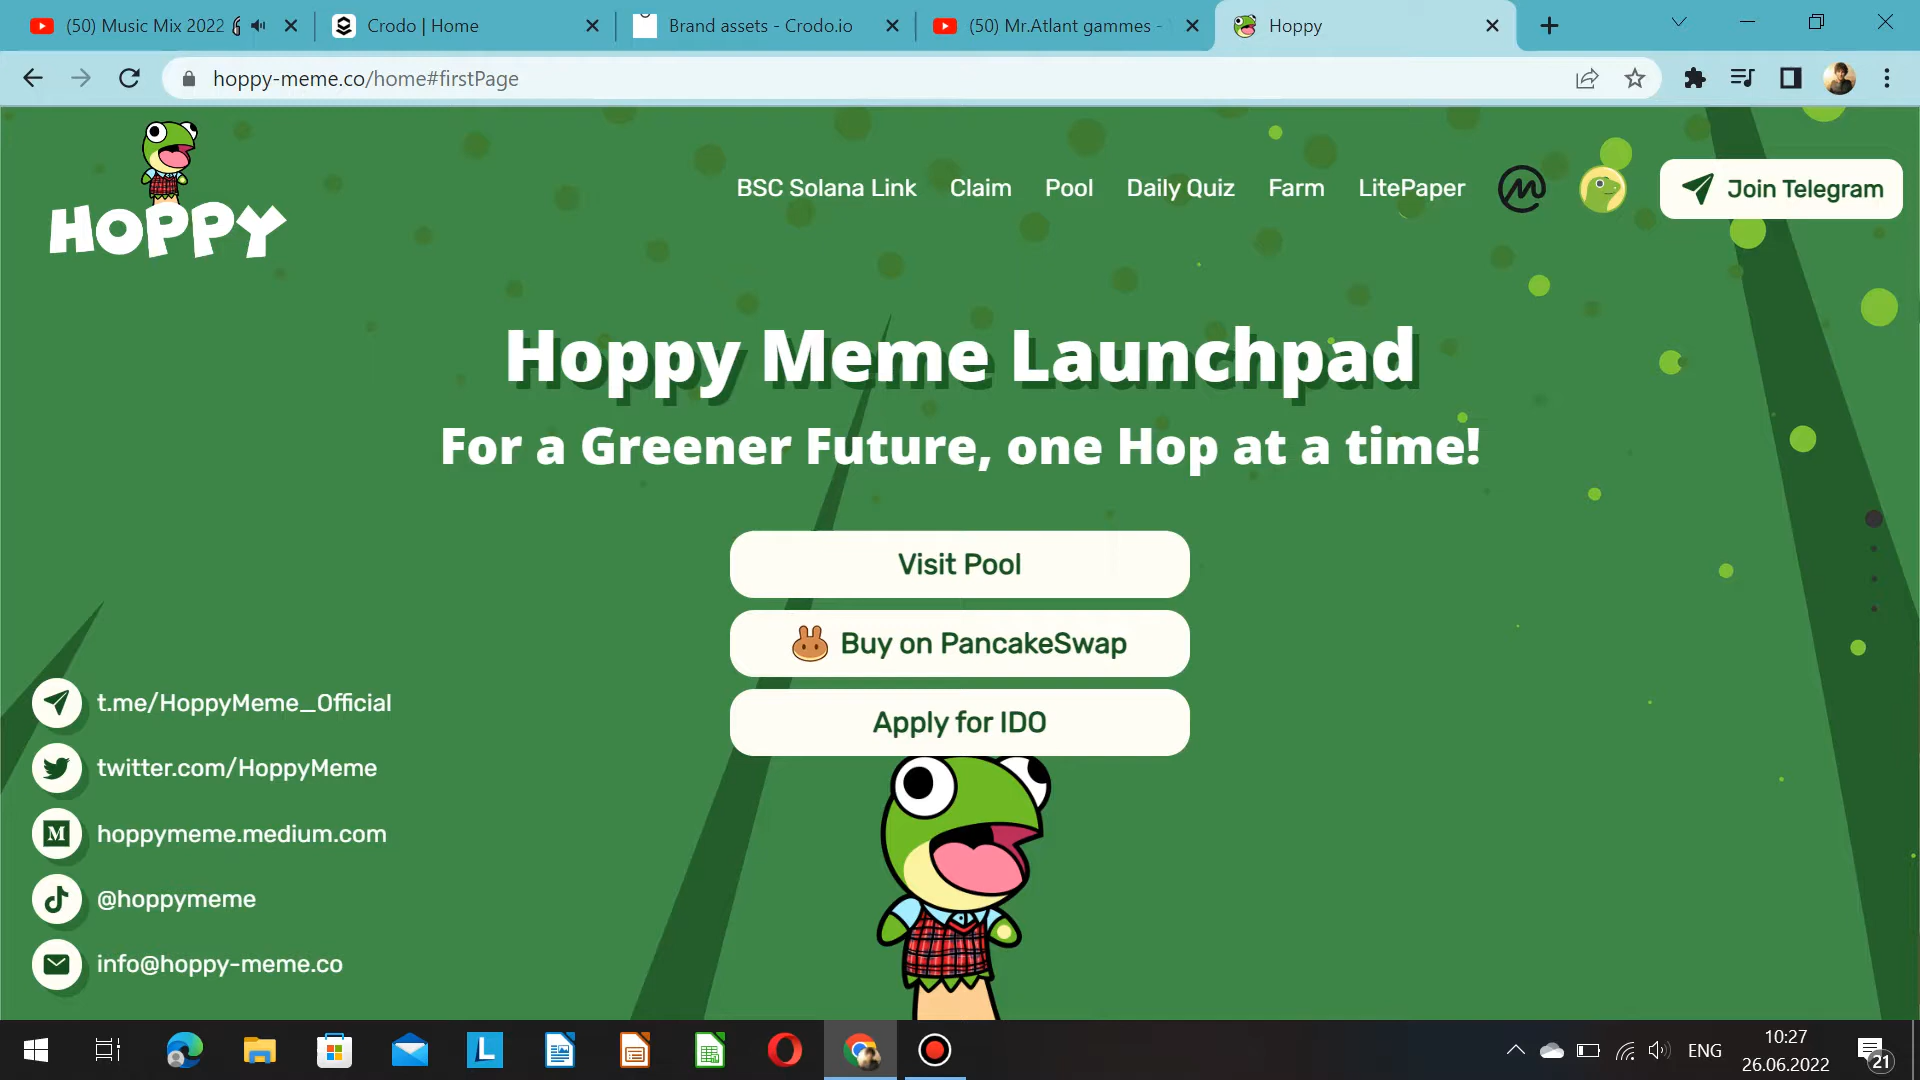 (50) Music Mix 2022
Crodo | Home
Brand assets - Crodo.io
(50) Mr.Atlant gammes -
Hoppy
hoppy-meme.co/home#firstPage
HOPPY
BSC Solana Link
Claim
Pool
Daily Quiz
Farm
LitePaper
Join Telegram
Hoppy Meme Launchpad
For a Greener Future, one Hop at a time!
Visit Pool
Buy on PancakeSwap
Apply for IDO
t.me/HoppyMeme_Official
twitter.com/HoppyMeme
hoppymeme.medium.com
@hoppymeme
info@hoppy-meme.co
L
ENG
10:27
26.06.2022
21